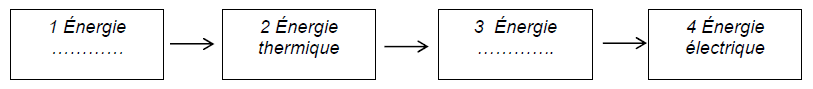 1 Énergie
…………
2 Énergie
thermique
3 Énergie
………….
4 Énergie
électrique